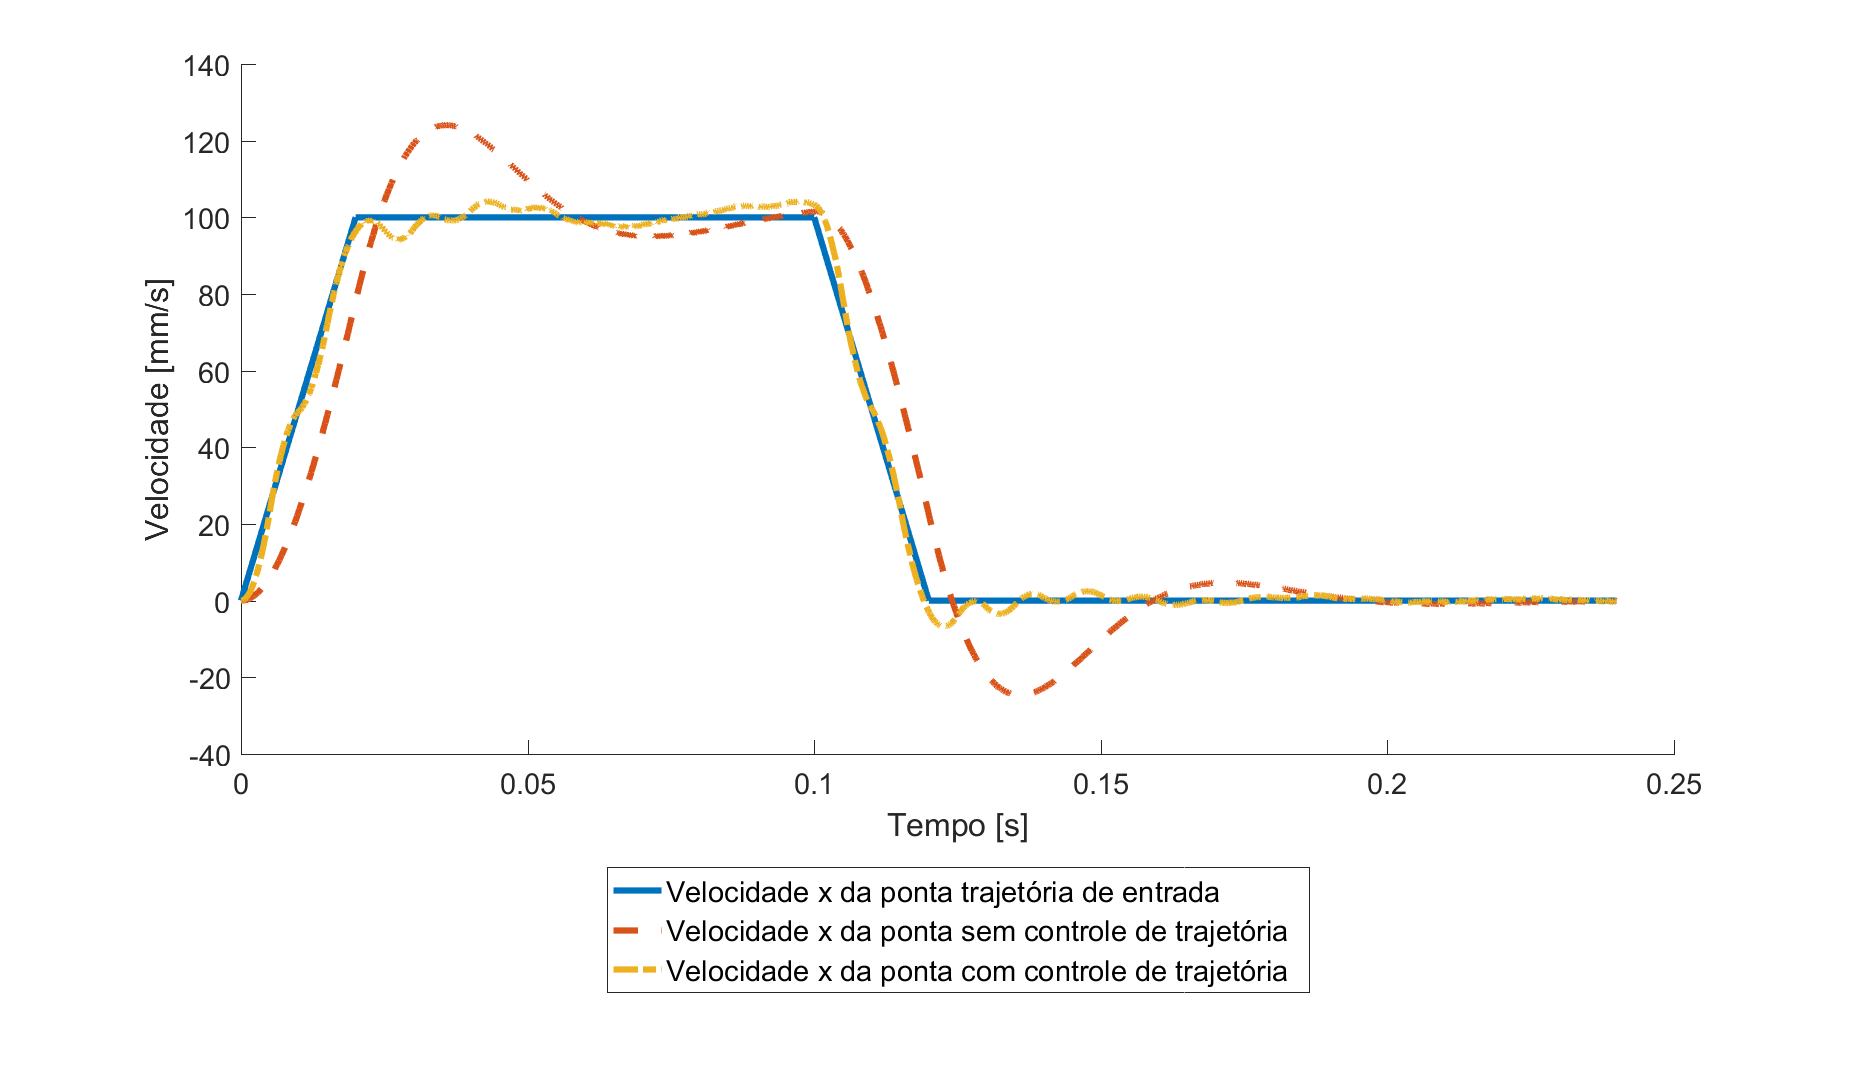 140
120
100
80
60
40
20
0
-20
-40
Velocidade [mm/s]
0 0.05 0.1 0.15 0.2 0.25
Tempo [s]
Velocidade x da ponta trajetória de entrada
Velocidade x da ponta sem controle de trajetória
Velocidade x da ponta com controle de trajetória